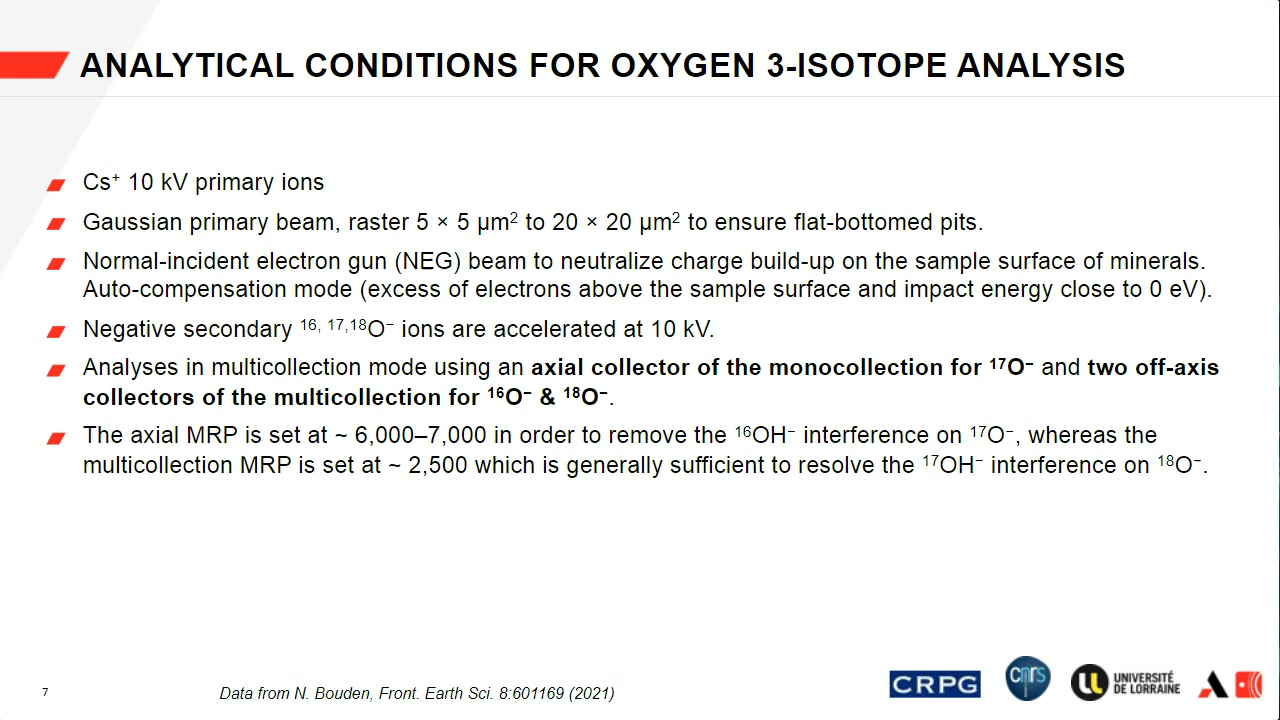 ANALYTICAL CONDITIONS FOR OXYGEN 3-ISOTOPE ANALYSIS
Cs⁺ 10 kV primary ions
Gaussian primary beam, raster 5 × 5 µm² to 20 × 20 µm² to ensure flat-bottomed pits.
Normal-incident electron gun (NEG) beam to neutralize charge build-up on the sample surface of minerals.
Auto-compensation mode (excess of electrons above the sample surface and impact energy close to 0 eV).
Negative secondary ¹⁶, ¹⁷,¹⁸O⁻ ions are accelerated at 10 kV.
Analyses in multicollection mode using an axial collector of the monocollection for ¹⁷O⁻ and two off-axis
collectors of the multicollection for ¹⁶O⁻ & ¹⁸O⁻.
The axial MRP is set at ~ 6,000–7,000 in order to remove the ¹⁶OH⁻ interference on ¹⁷O⁻, whereas the
multicollection MRP is set at ~ 2,500 which is generally sufficient to resolve the ¹⁷OH⁻ interference on ¹⁸O⁻.
7
Data from N. Bouden, Front. Earth Sci. 8:601169 (2021)
CRPG
cnrs
UNIVERSITÉ
DE LORRAINE